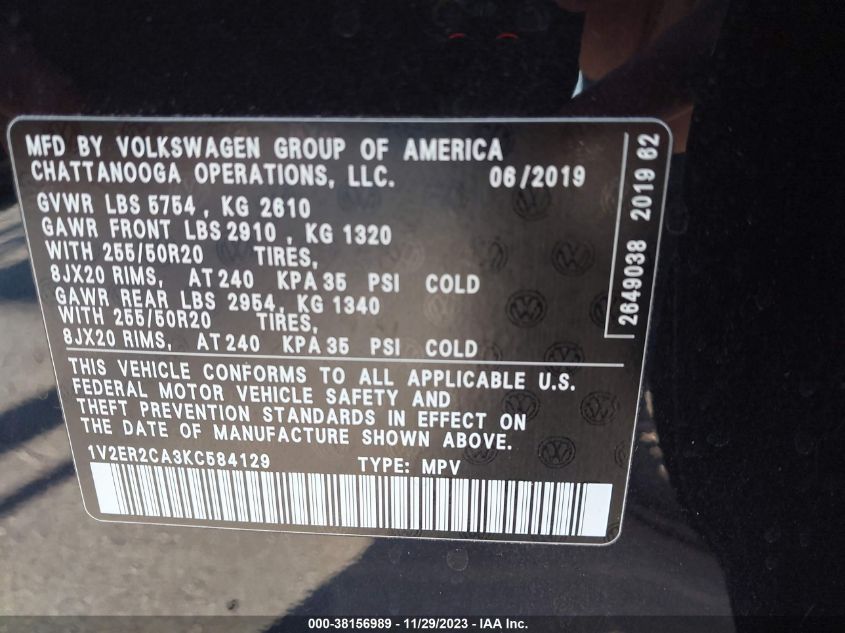 MFD BY VOLKSWAGEN GROUP OF AMERICA
CHATTANOOGA OPERATIONS, LLC. 06/2019
GVWR LBS 5754, KG 2610
GAWR FRONT LBS 2910, KG 1320
WITH 255/50R20 TIRES,
8JX20 RIMS, AT 240 KPA 35 PSI COLD
GAWR REAR LBS 2954, KG 1340
WITH 255/50R20 TIRES,
8JX20 RIMS, AT 240 KPA 35 PSI COLD
2649038 2019 62
THIS VEHICLE CONFORMS TO ALL APPLICABLE U.S.
FEDERAL MOTOR VEHICLE SAFETY AND
THEFT PREVENTION STANDARDS IN EFFECT ON
THE DATE OF MANUFACTURE SHOWN ABOVE.
1V2ER2CA3KC584129 TYPE: MPV
000-38156989 - 11/29/2023 - IAA Inc.